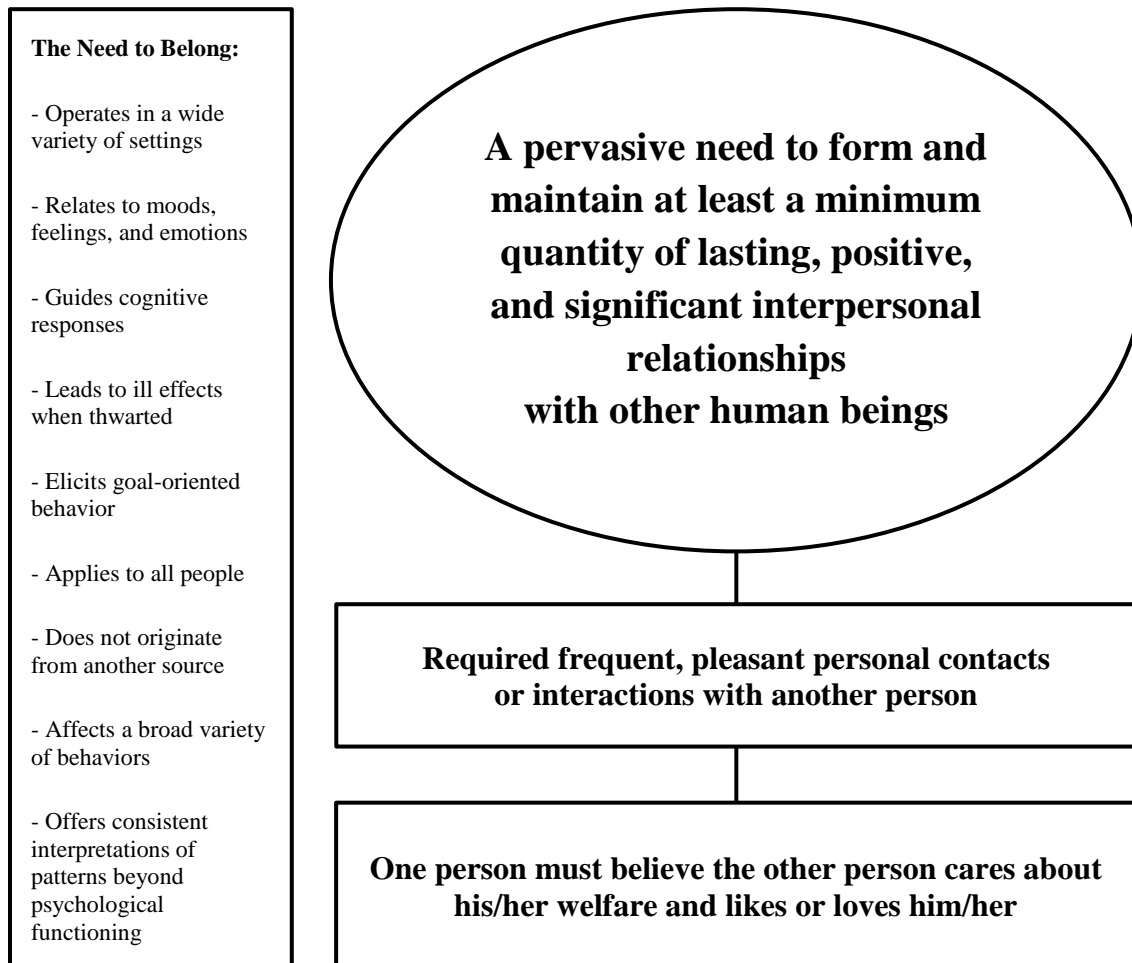 The Need to Belong:
- Operates in a wide
variety of settings
- Relates to moods,
feelings, and emotions
- Guides cognitive
responses
- Leads to ill effects
when thwarted
- Elicits goal-oriented
behavior
- Applies to all people
- Does not originate
from another source
- Affects a broad variety
of behaviors
- Offers consistent
interpretations of
patterns beyond
psychological
functioning
A pervasive need to form and
maintain at least a minimum
quantity of lasting, positive,
and significant interpersonal
relationships
with other human beings
Required frequent, pleasant personal contacts
or interactions with another person
One person must believe the other person cares about
his/her welfare and likes or loves him/her